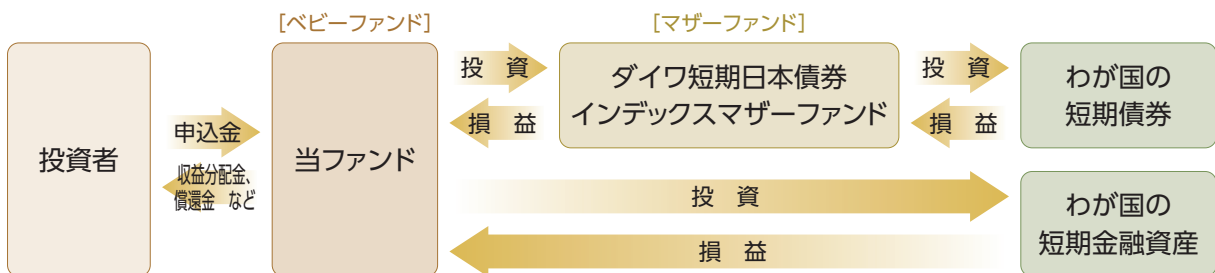 [ベビーファンド]
[マザーファンド]
投資者
申込金
収益分配金、
償還金 など
当ファンド
投 資
損 益
ダイワ短期日本債券
インデックスマザーファンド
投 資
損 益
わが国の
短期債券
投 資
損 益
わが国の
短期金融資産